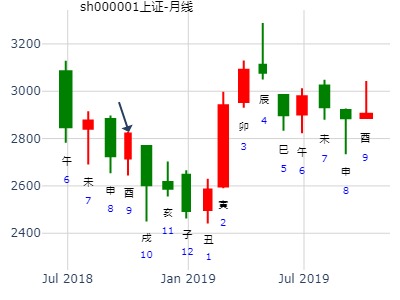 sh000001上证-月线
3200
3000
2800
2600
2400
午
6
未
7
申
8
酉
9
戌
10
亥
11
子
12
丑
1
寅
2
卯
3
辰
4
巳
5
午
6
未
7
申
8
酉
9
Jul 2018
Jan 2019
Jul 2019